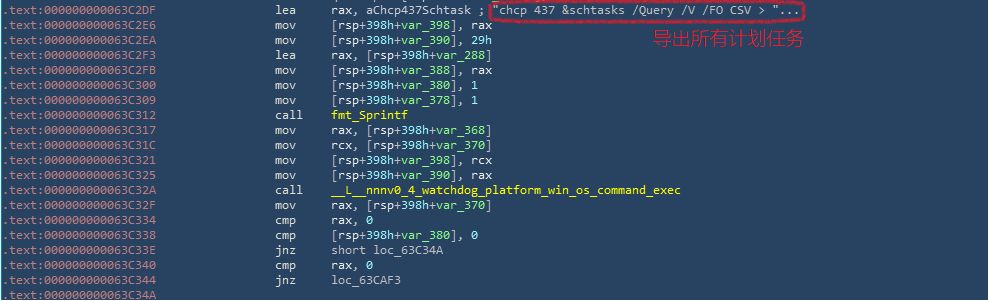 .text:000000000063C2DF lea rax, aChcp437Schtask ; "chcp 437 &schtasks /Query /V /FO CSV > "...
.text:000000000063C2E6 mov [rsp+398h+var_398], rax
.text:000000000063C2EA mov [rsp+398h+var_390], 29h
导出所有计划任务
.text:000000000063C2F3 lea rax, [rsp+398h+var_288]
.text:000000000063C2FB mov [rsp+398h+var_388], rax
.text:000000000063C300 mov [rsp+398h+var_380], 1
.text:000000000063C309 mov [rsp+398h+var_378], 1
.text:000000000063C312 call fmt_Sprintf
.text:000000000063C317 mov rax, [rsp+398h+var_368]
.text:000000000063C31C mov rcx, [rsp+398h+var_370]
.text:000000000063C321 mov [rsp+398h+var_398], rcx
.text:000000000063C325 mov [rsp+398h+var_390], rax
.text:000000000063C32A call __L__nnnv0_4_watchdog_platform_win_os_command_exec
.text:000000000063C32F mov rax, [rsp+398h+var_370]
.text:000000000063C334 cmp rax, 0
.text:000000000063C338 cmp [rsp+398h+var_380], 0
.text:000000000063C33E jnz short loc_63C34A
.text:000000000063C340 cmp rax, 0
.text:000000000063C344 jnz loc_63CAF3
.text:000000000063C34A